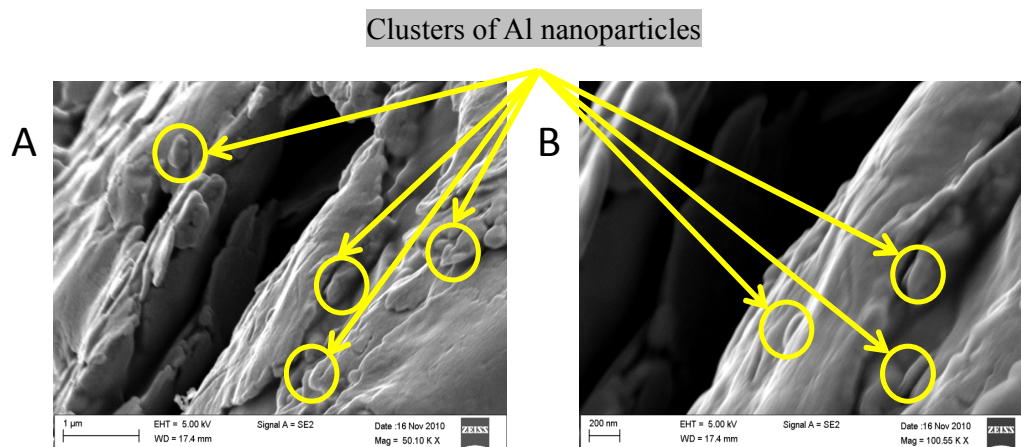 Clusters of Al nanoparticles
A
B
1 µm
EHT = 5.00 kV
Signal A = SE2
Date :16 Nov 2010
WD = 17.4 mm
Mag = 50.10 K X
ZEISS
200 nm
EHT = 5.00 kV
Signal A = SE2
Date :16 Nov 2010
WD = 17.4 mm
Mag = 100.55 K X
ZEISS